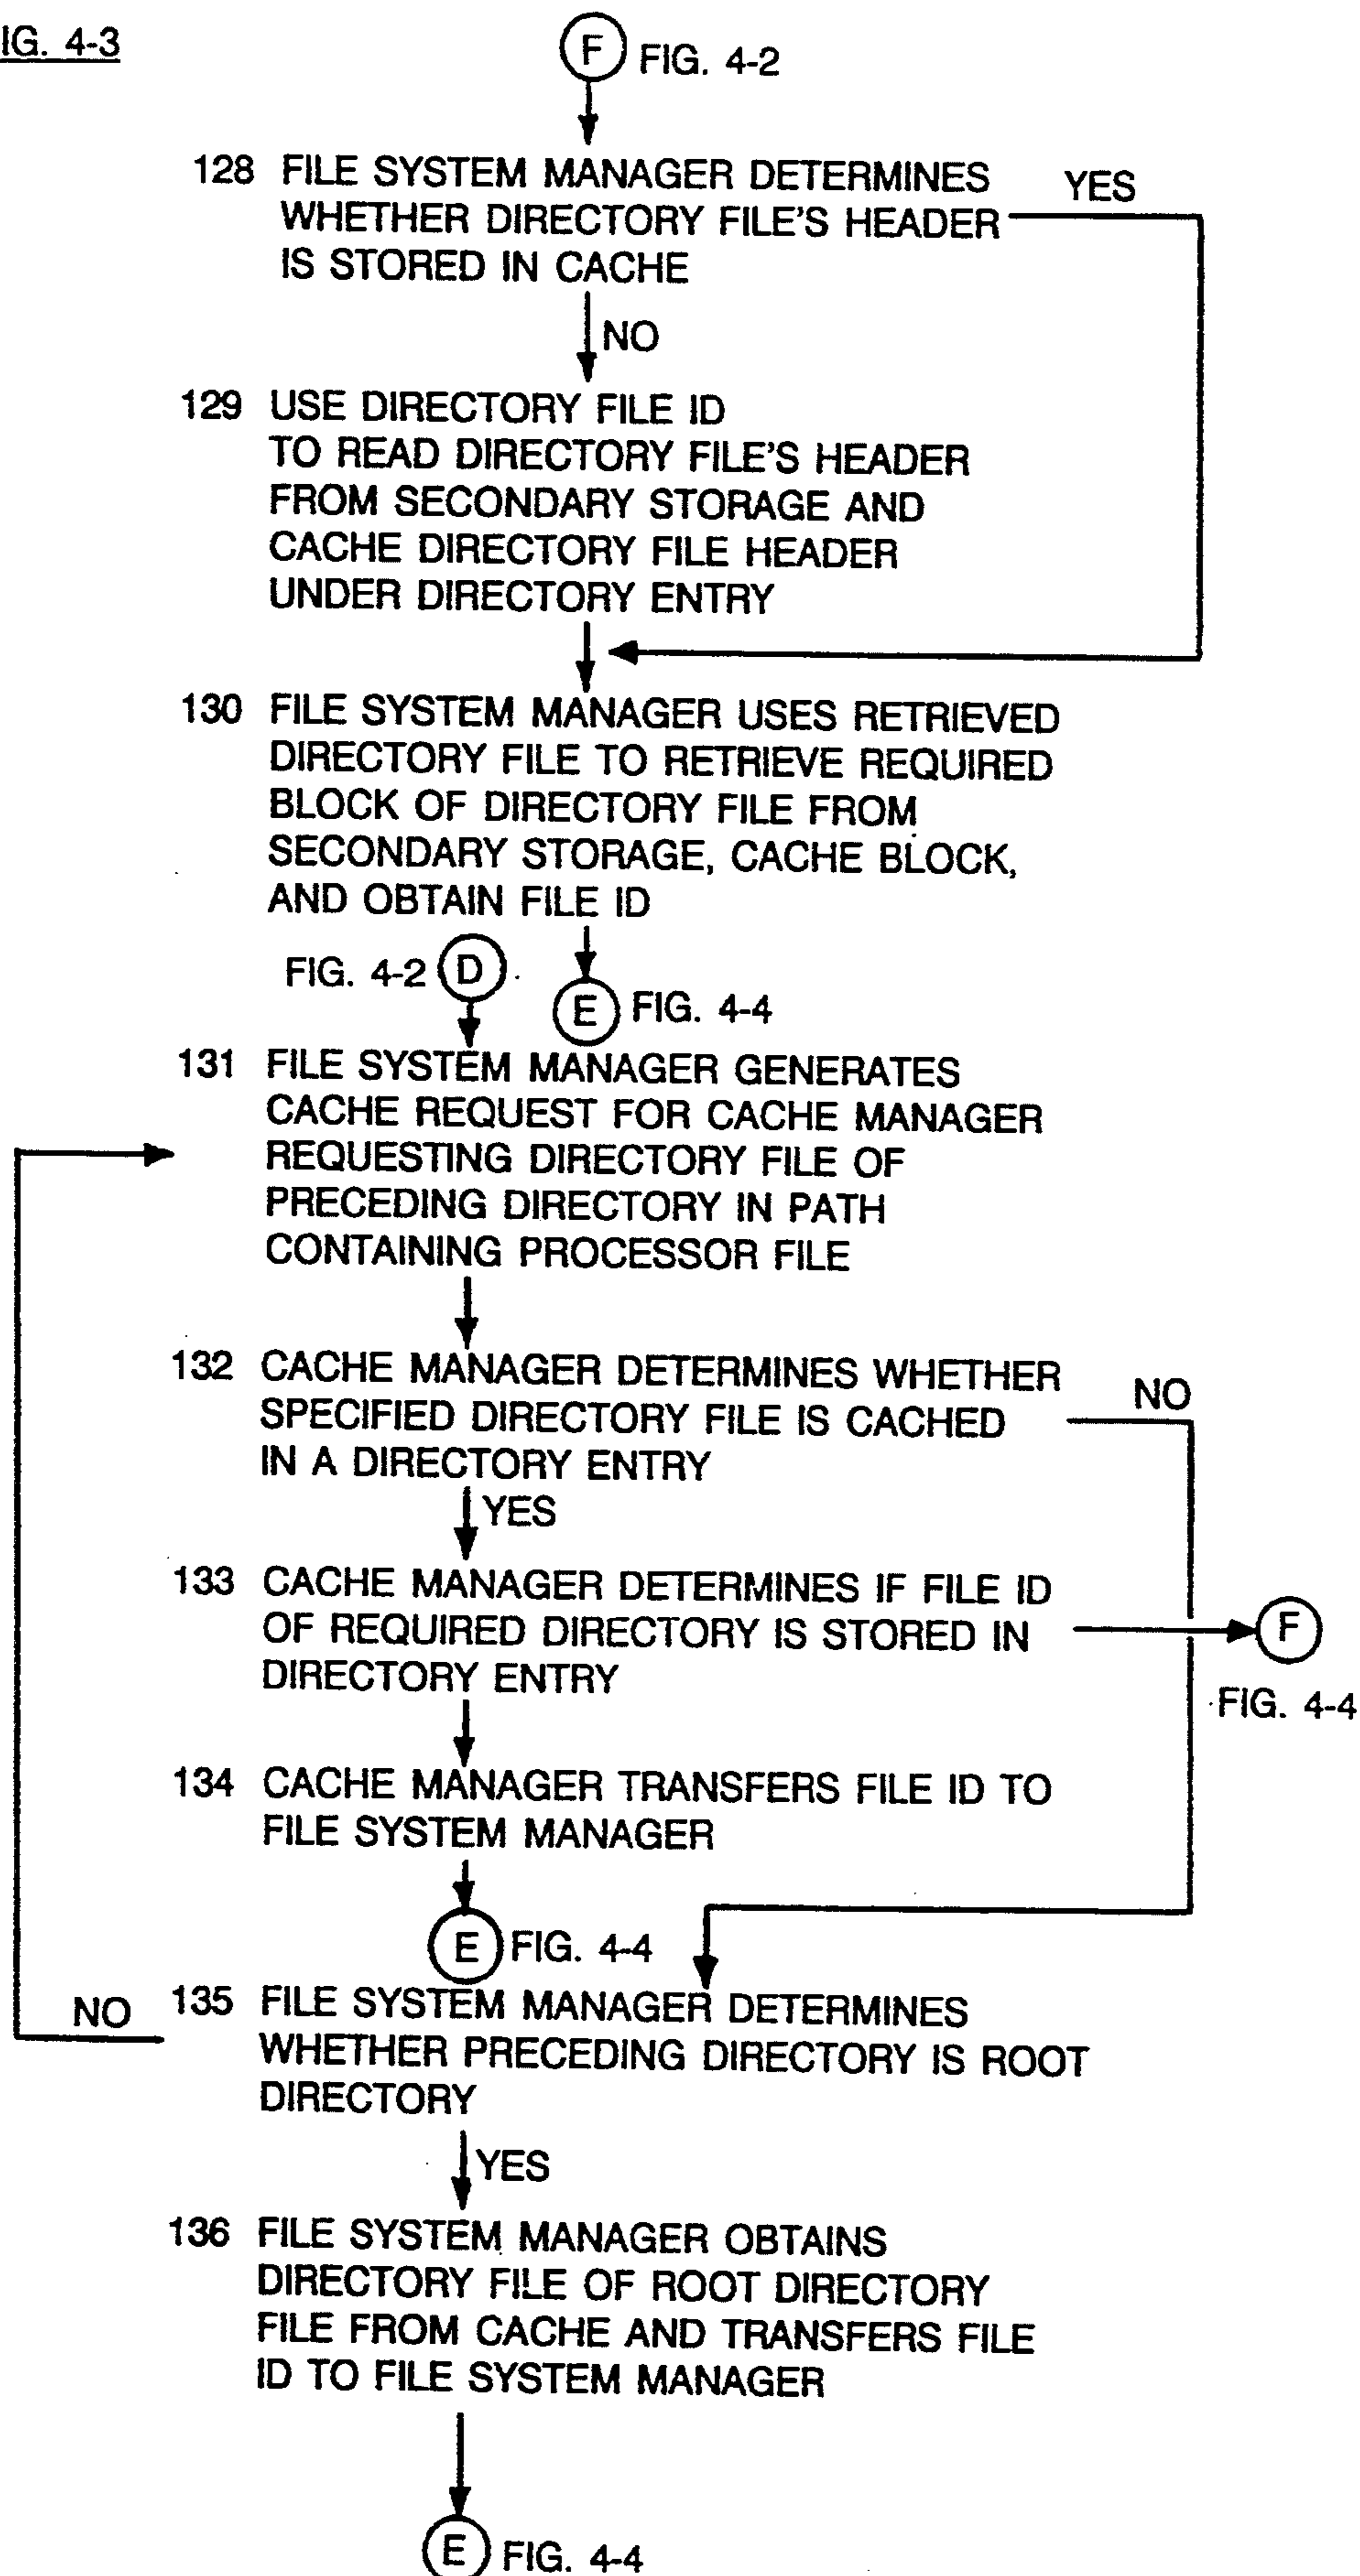 IG. 4-3
F FIG. 4-2
128 FILE SYSTEM MANAGER DETERMINES
WHETHER DIRECTORY FILE'S HEADER
IS STORED IN CACHE
YES
NO
129 USE DIRECTORY FILE ID
TO READ DIRECTORY FILE'S HEADER
FROM SECONDARY STORAGE AND
CACHE DIRECTORY FILE HEADER
UNDER DIRECTORY ENTRY
130 FILE SYSTEM MANAGER USES RETRIEVED
DIRECTORY FILE TO RETRIEVE REQUIRED
BLOCK OF DIRECTORY FILE FROM
SECONDARY STORAGE, CACHE BLOCK,
AND OBTAIN FILE ID
FIG. 4-2 D
E FIG. 4-4
131 FILE SYSTEM MANAGER GENERATES
CACHE REQUEST FOR CACHE MANAGER
REQUESTING DIRECTORY FILE OF
PRECEDING DIRECTORY IN PATH
CONTAINING PROCESSOR FILE
132 CACHE MANAGER DETERMINES WHETHER
SPECIFIED DIRECTORY FILE IS CACHED
IN A DIRECTORY ENTRY
NO
YES
133 CACHE MANAGER DETERMINES IF FILE ID
OF REQUIRED DIRECTORY IS STORED IN
DIRECTORY ENTRY
F
FIG. 4-4
134 CACHE MANAGER TRANSFERS FILE ID TO
FILE SYSTEM MANAGER
E FIG. 4-4
NO
135 FILE SYSTEM MANAGER DETERMINES
WHETHER PRECEDING DIRECTORY IS ROOT
DIRECTORY
YES
136 FILE SYSTEM MANAGER OBTAINS
DIRECTORY FILE OF ROOT DIRECTORY
FILE FROM CACHE AND TRANSFERS FILE
ID TO FILE SYSTEM MANAGER
E FIG. 4-4